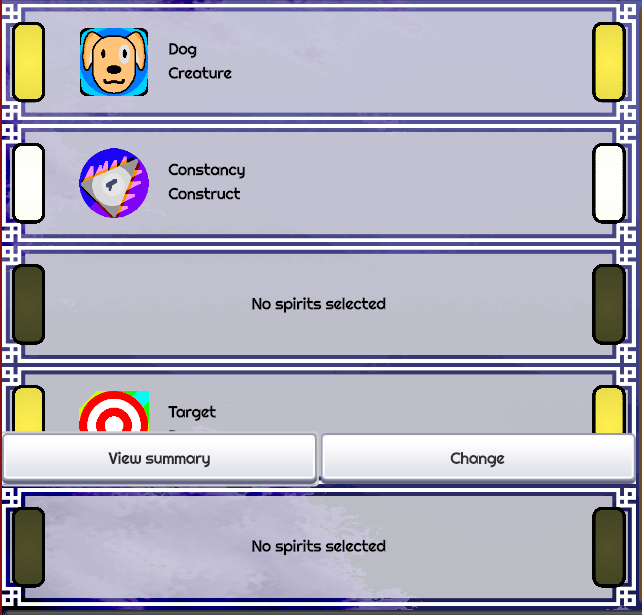 Dog
Creature
Constancy
Construct
No spirits selected
Target
View summary
Change
No spirits selected